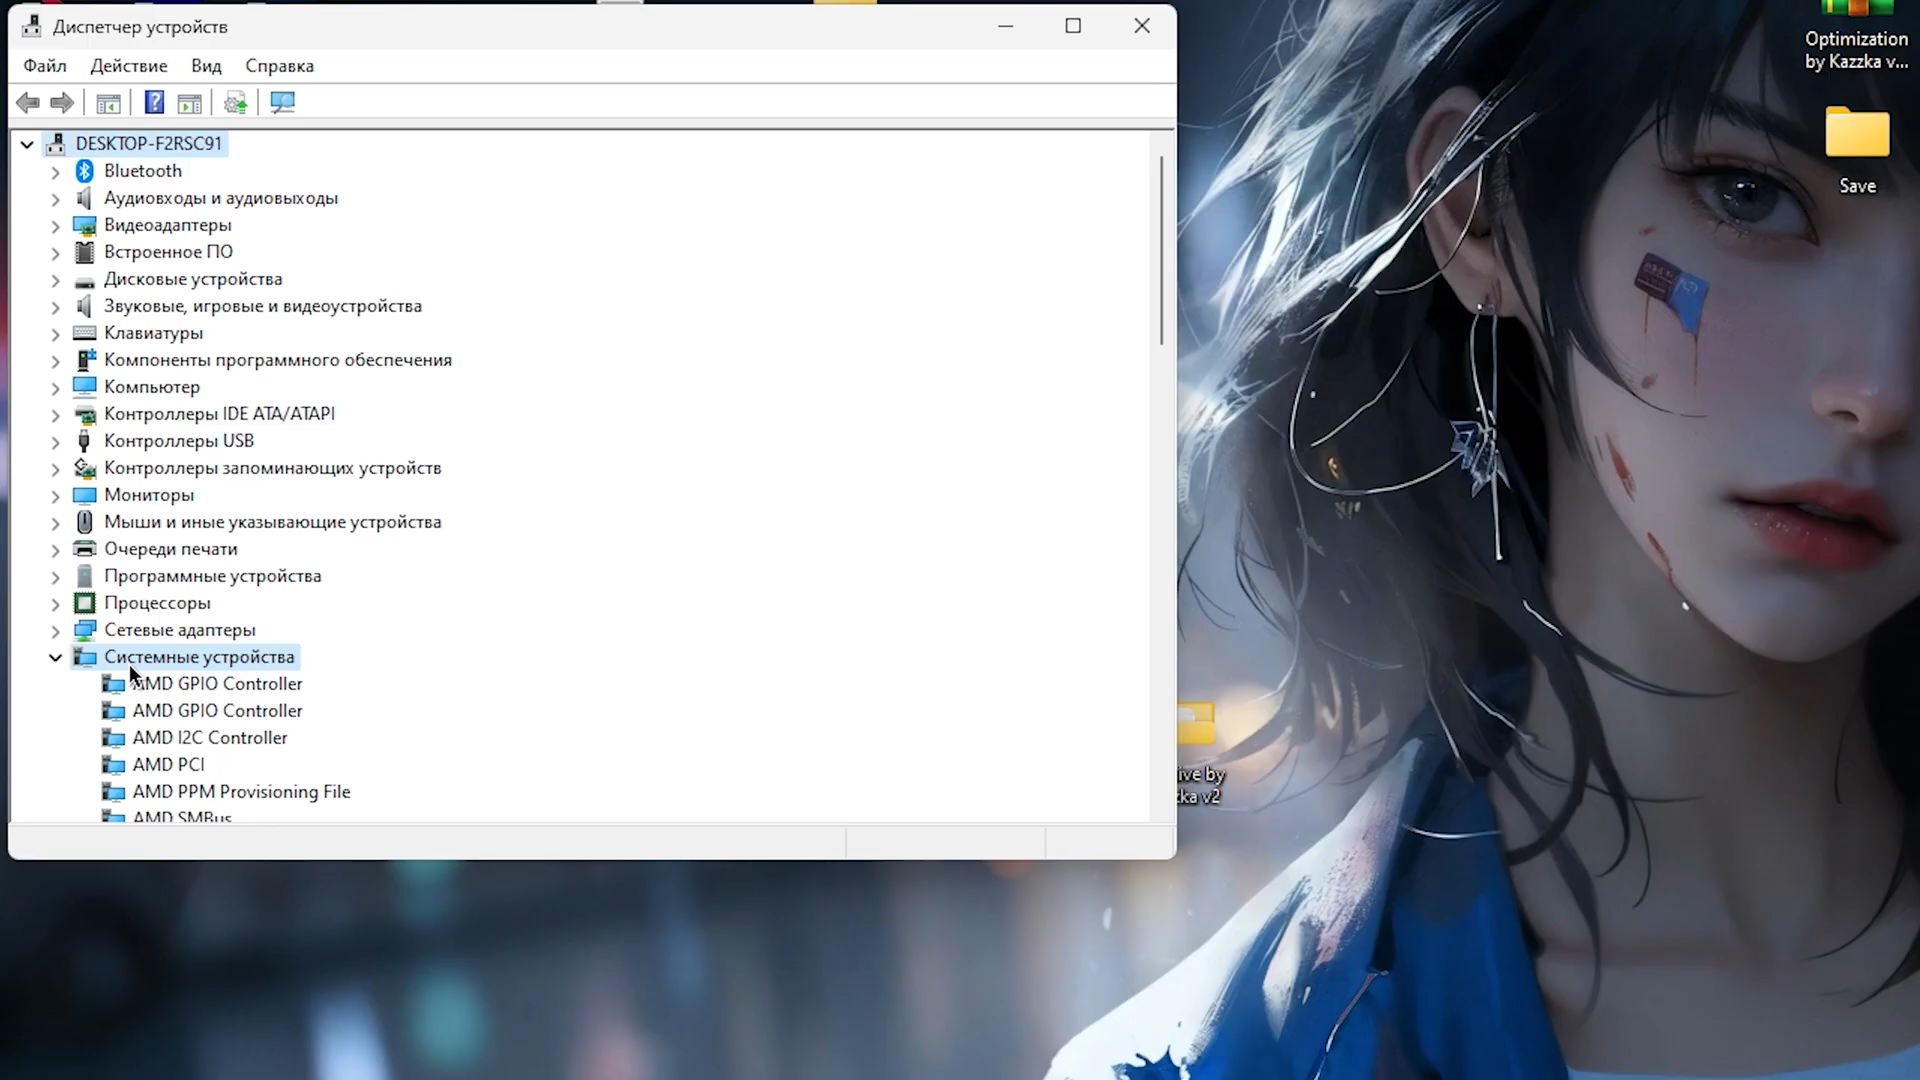 Диспетчер устройств
Файл Действие Вид Справка
DESKTOP-F2RSC91
Bluetooth
Аудиовходы и аудиовыходы
Видеоадаптеры
Встроенное ПО
Дисковые устройства
Звуковые, игровые и видеоустройства
Клавиатуры
Компоненты программного обеспечения
Компьютер
Контроллеры IDE ATA/ATAPI
Контроллеры USB
Контроллеры запоминающих устройств
Мониторы
Мыши и иные указывающие устройства
Очереди печати
Программные устройства
Процессоры
Сетевые адаптеры
Системные устройства
AMD GPIO Controller
AMD GPIO Controller
AMD I2C Controller
AMD PCI
AMD PPM Provisioning File
AMD SMBus
Optimization
by Kazzka v...
Save
ive by
zka v2